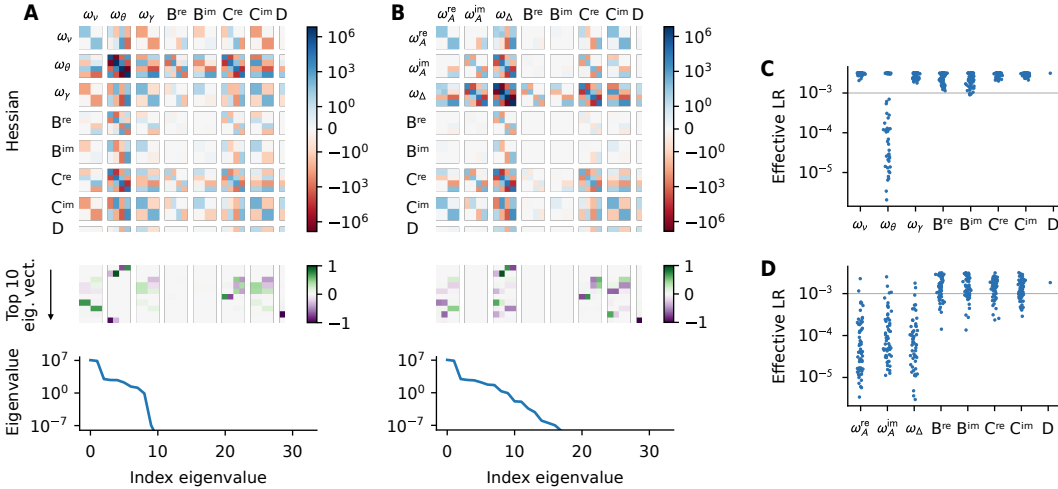 A
ω_ν ω_θ ω_γ B^re B^im C^re C^im D
Hessian
ω_ν
ω_θ
ω_γ
B^re
B^im
C^re
C^im
D
10^6
10^3
10^0
0
−10^0
−10^3
−10^6
Top 10
eig. vect.
1
0
−1
Eigenvalue
10^7
10^0
10^−7
0 10 20 30
Index eigenvalue
B
ω_A^re ω_A^im ω_Δ B^re B^im C^re C^im D
ω_A^re
ω_A^im
ω_Δ
B^re
B^im
C^re
C^im
D
10^6
10^3
10^0
0
−10^0
−10^3
−10^6
1
0
−1
10^7
10^0
10^−7
0 10 20 30
Index eigenvalue
C
Effective LR
10^−3
10^−4
10^−5
ω_ν ω_θ ω_γ B^re B^im C^re C^im D
D
Effective LR
10^−3
10^−4
10^−5
ω_A^re ω_A^im ω_Δ B^re B^im C^re C^im D